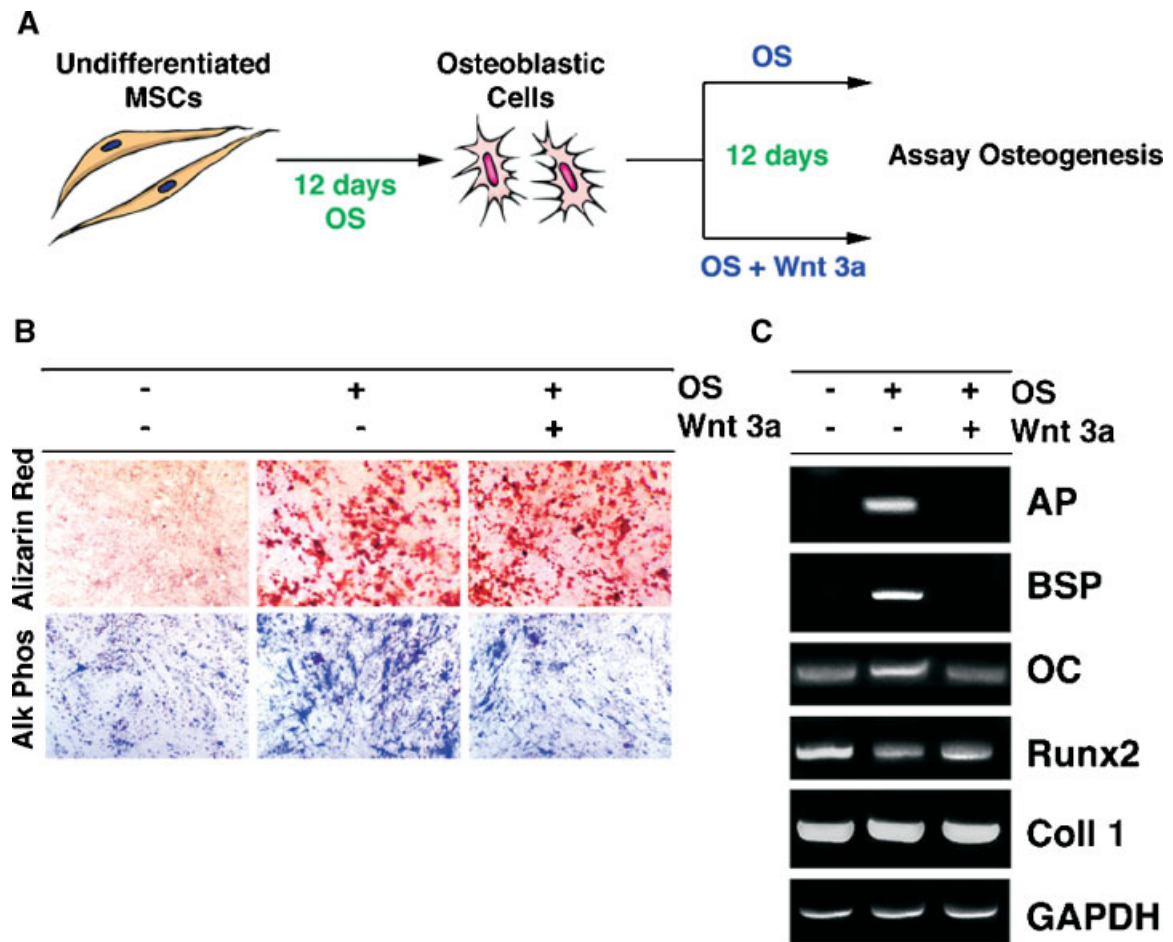 A
Undifferentiated
MSCs
12 days
OS
Osteoblastic
Cells
OS
12 days
OS + Wnt 3a
Assay Osteogenesis
B
- + + OS
- - + Wnt 3a
Alizarin Red
Alk Phos
C
- + + OS
- - + Wnt 3a
AP
BSP
OC
Runx2
Coll 1
GAPDH